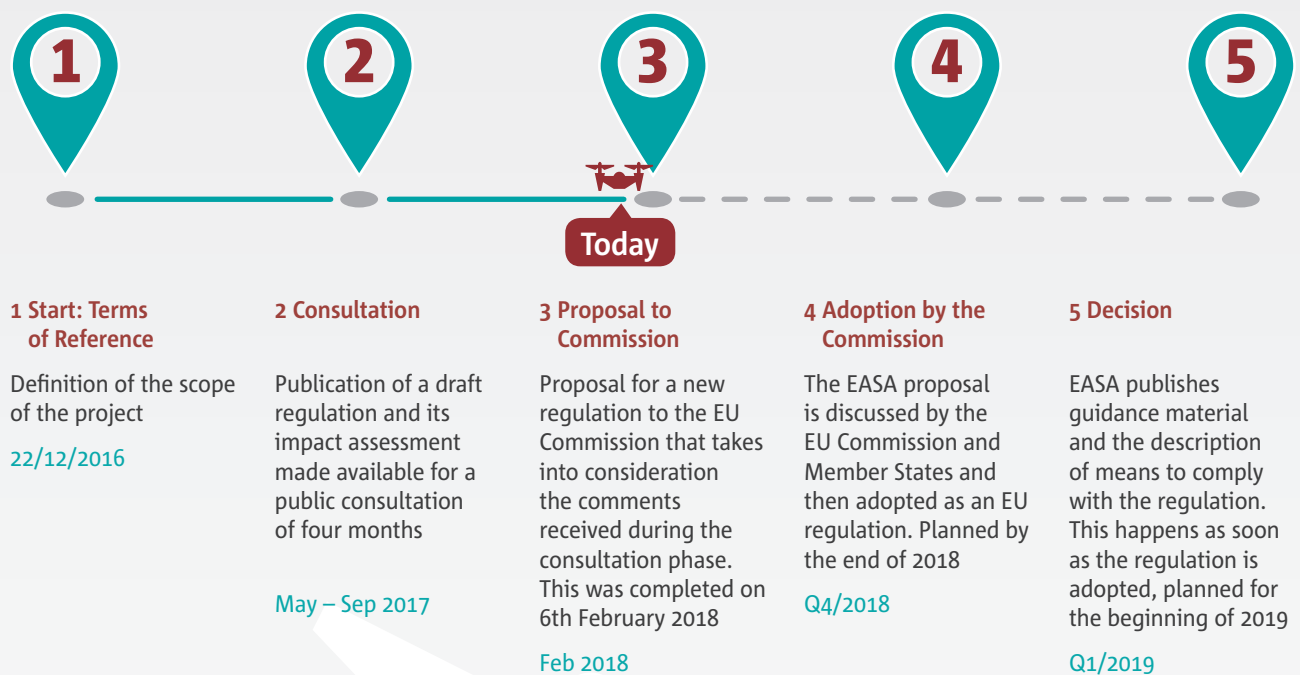 1
2
3
4
5
Today
1 Start: Terms
of Reference
Definition of the scope
of the project
22/12/2016
2 Consultation
Publication of a draft
regulation and its
impact assessment
made available for a
public consultation
of four months
May – Sep 2017
3 Proposal to
Commission
Proposal for a new
regulation to the EU
Commission that takes
into consideration
the comments
received during the
consultation phase.
This was completed on
6th February 2018
Feb 2018
4 Adoption by the
Commission
The EASA proposal
is discussed by the
EU Commission and
Member States and
then adopted as an EU
regulation. Planned by
the end of 2018
Q4/2018
5 Decision
EASA publishes
guidance material
and the description
of means to comply
with the regulation.
This happens as soon
as the regulation is
adopted, planned for
the beginning of 2019
Q1/2019